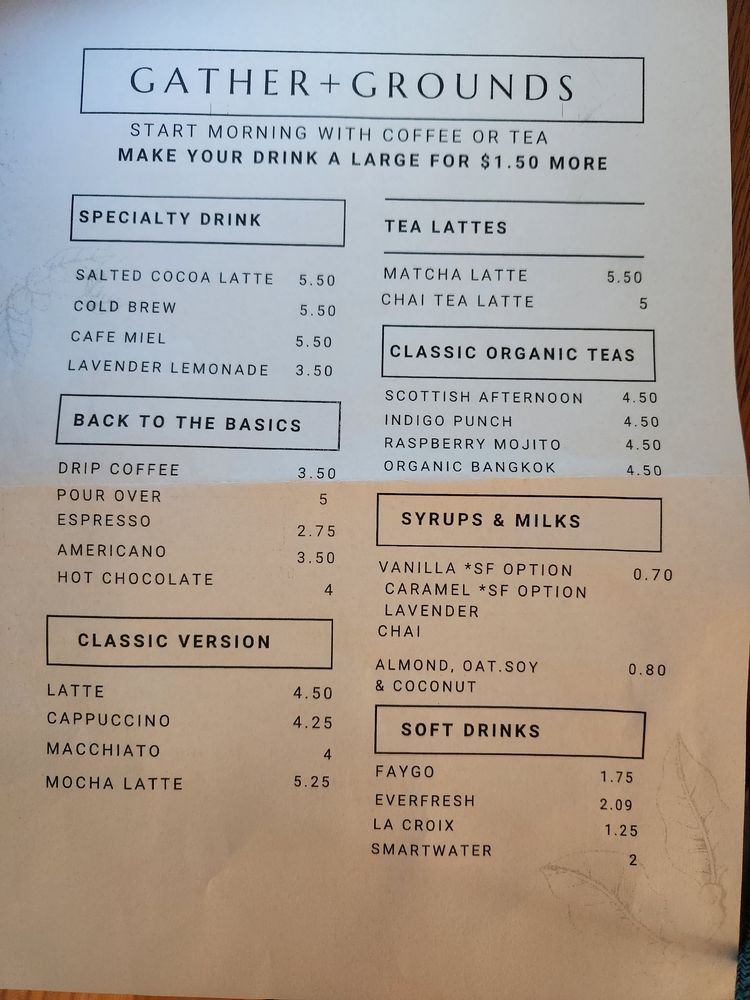 GATHER+GROUNDS
START MORNING WITH COFFEE OR TEA
MAKE YOUR DRINK A LARGE FOR $1.50 MORE
SPECIALTY DRINK
SALTED COCOA LATTE 5.50
COLD BREW 5.50
CAFE MIEL 5.50
LAVENDER LEMONADE 3.50
BACK TO THE BASICS
DRIP COFFEE 3.50
POUR OVER 5
ESPRESSO 2.75
AMERICANO 3.50
HOT CHOCOLATE 4
CLASSIC VERSION
LATTE 4.50
CAPPUCCINO 4.25
MACCHIATO 4
MOCHA LATTE 5.25
TEA LATTES
MATCHA LATTE 5.50
CHAI TEA LATTE 5
CLASSIC ORGANIC TEAS
SCOTTISH AFTERNOON 4.50
INDIGO PUNCH 4.50
RASPBERRY MOJITO 4.50
ORGANIC BANGKOK 4.50
SYRUPS & MILKS
VANILLA *SF OPTION 0.70
CARAMEL *SF OPTION
LAVENDER
CHAI
ALMOND, OAT.SOY 0.80
& COCONUT
SOFT DRINKS
FAYGO 1.75
EVERFRESH 2.09
LA CROIX 1.25
SMARTWATER 2